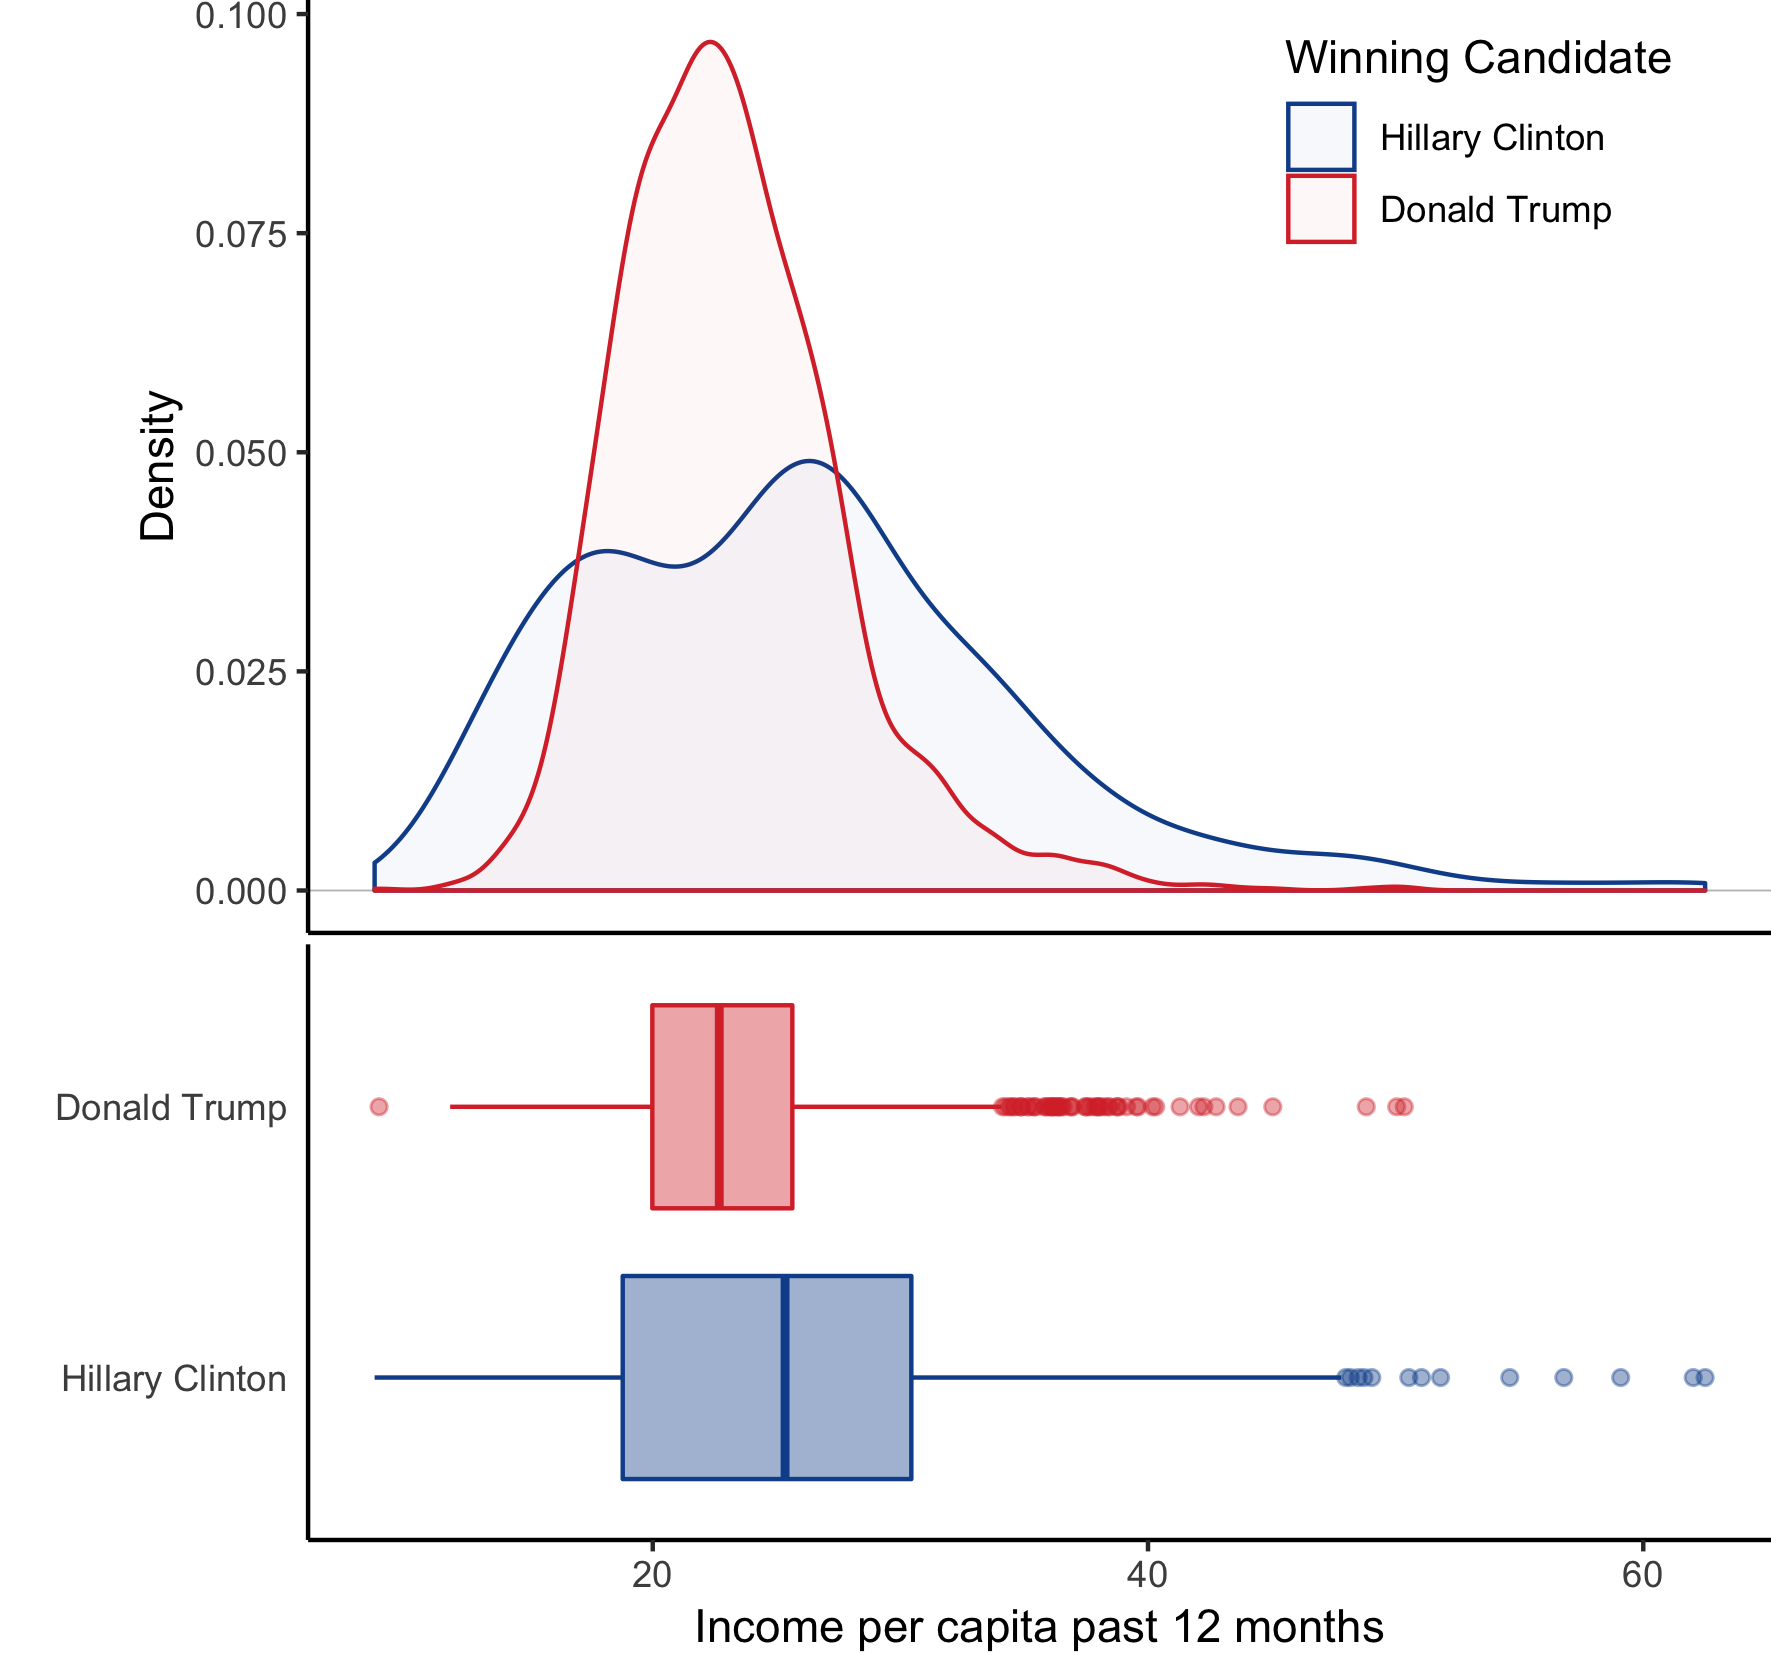 0.100
0.075
0.050
0.025
0.000
Density
Winning Candidate
Hillary Clinton
Donald Trump
Donald Trump
Hillary Clinton
20
40
60
Income per capita past 12 months